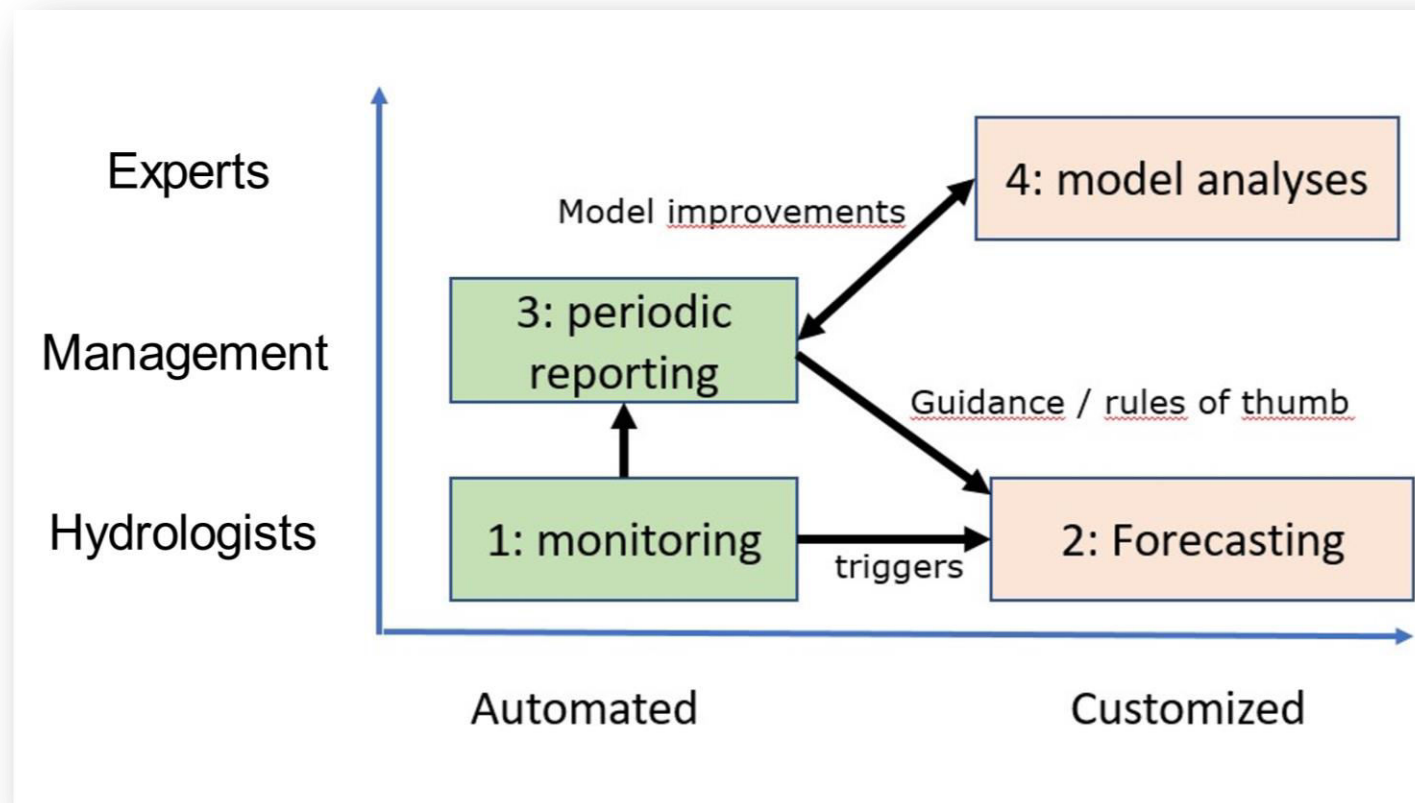 Experts
4: model analyses
Model improvements
Management
3: periodic
reporting
Guidance / rules of thumb
Hydrologists
1: monitoring
triggers
2: Forecasting
Automated
Customized